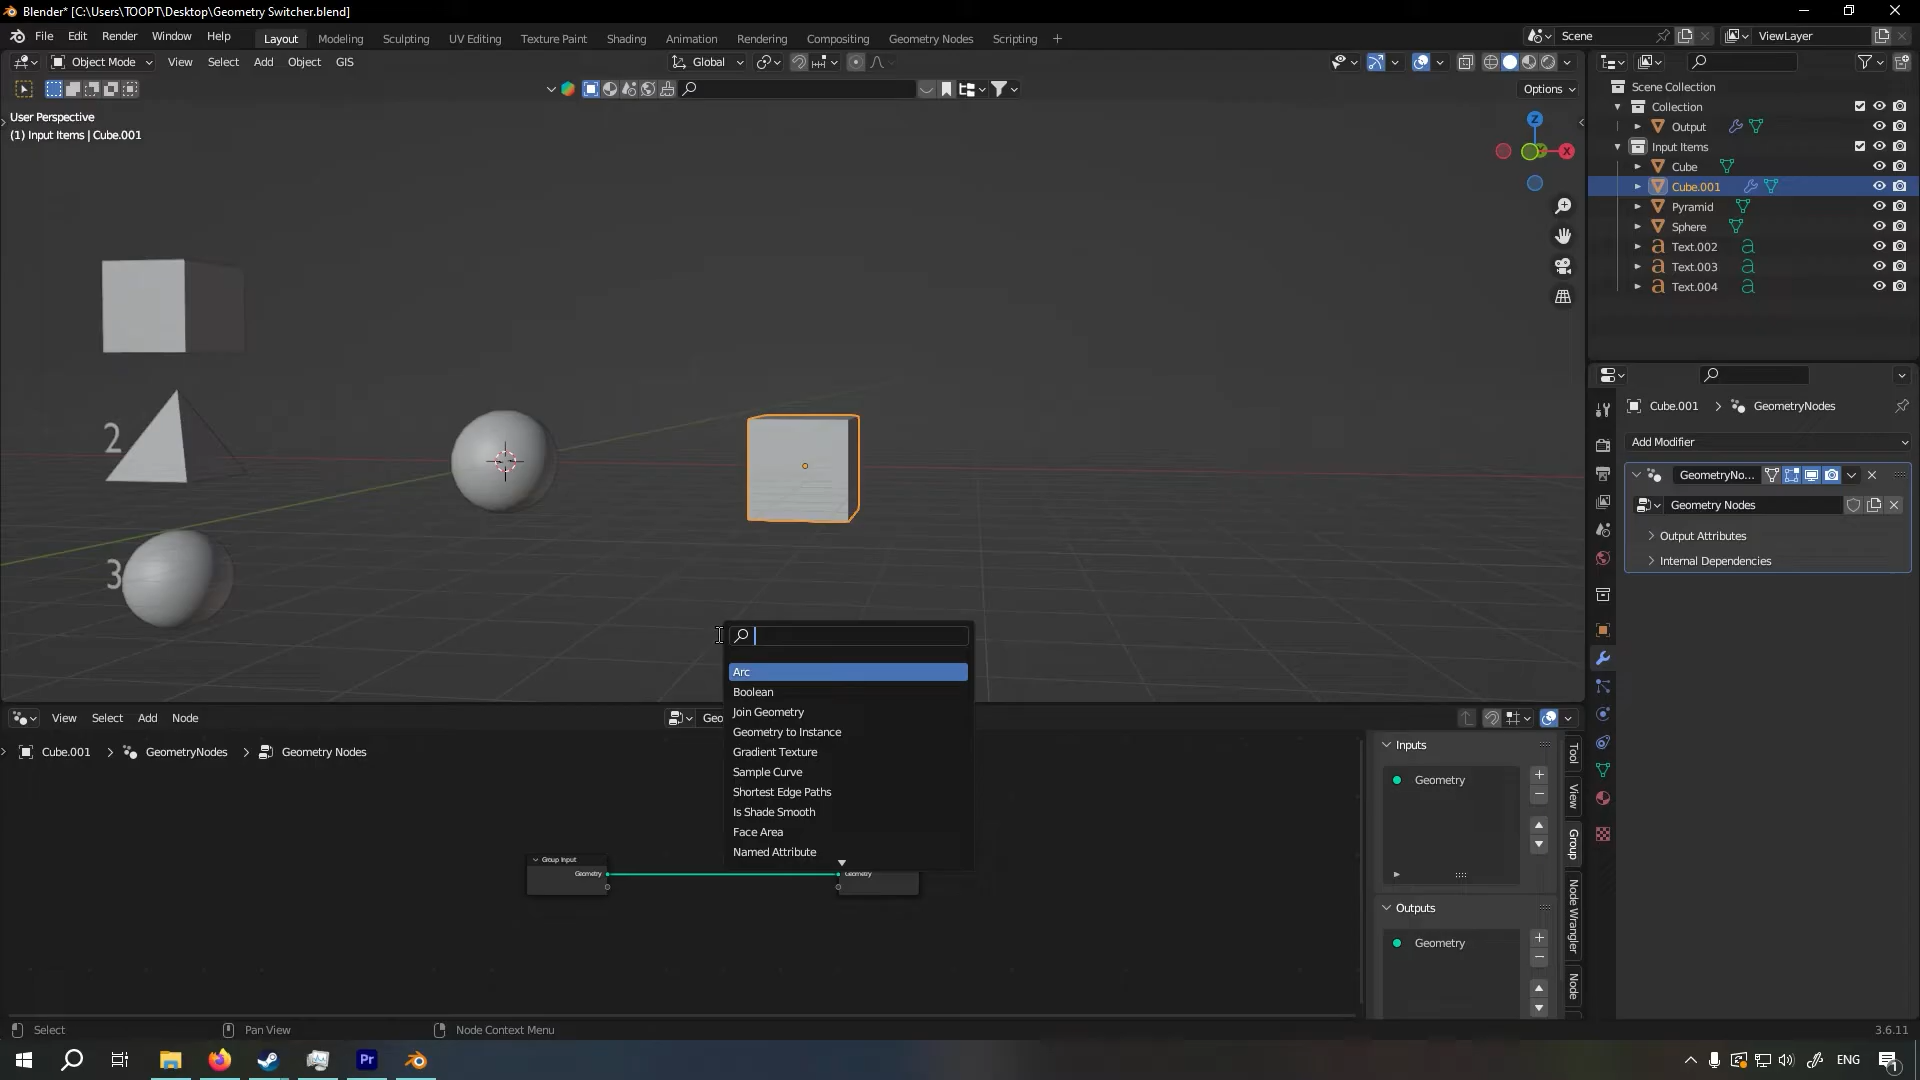 Blender* [C:\Users\TOOPT\Desktop\Geometry Switcher.blend]
File Edit Render Window Help
Layout Modeling Sculpting UV Editing Texture Paint Shading Animation Rendering Compositing Geometry Nodes Scripting
Scene
ViewLayer
Object Mode View Select Add Object GIS
Global
Options
User Perspective
(1) Input Items | Cube.001
Z
X
2
3
Scene Collection
Collection
Output
Input Items
Cube
Cube.001
Pyramid
Sphere
Text.002
Text.003
Text.004
Cube.001 > GeometryNodes
Add Modifier
GeometryNo...
Geometry Nodes
Output Attributes
Internal Dependencies
Arc
Boolean
Join Geometry
Geometry to Instance
Gradient Texture
Sample Curve
Shortest Edge Paths
Is Shade Smooth
Face Area
Named Attribute
View Select Add Node
Geo
Cube.001 > GeometryNodes > Geometry Nodes
Group Input
Geometry
Geometry
Inputs
Geometry
Outputs
Geometry
Tool
View
Group
Node Wrangler
Node
Select
Pan View
Node Context Menu
3.6.11
Pr
ENG
1